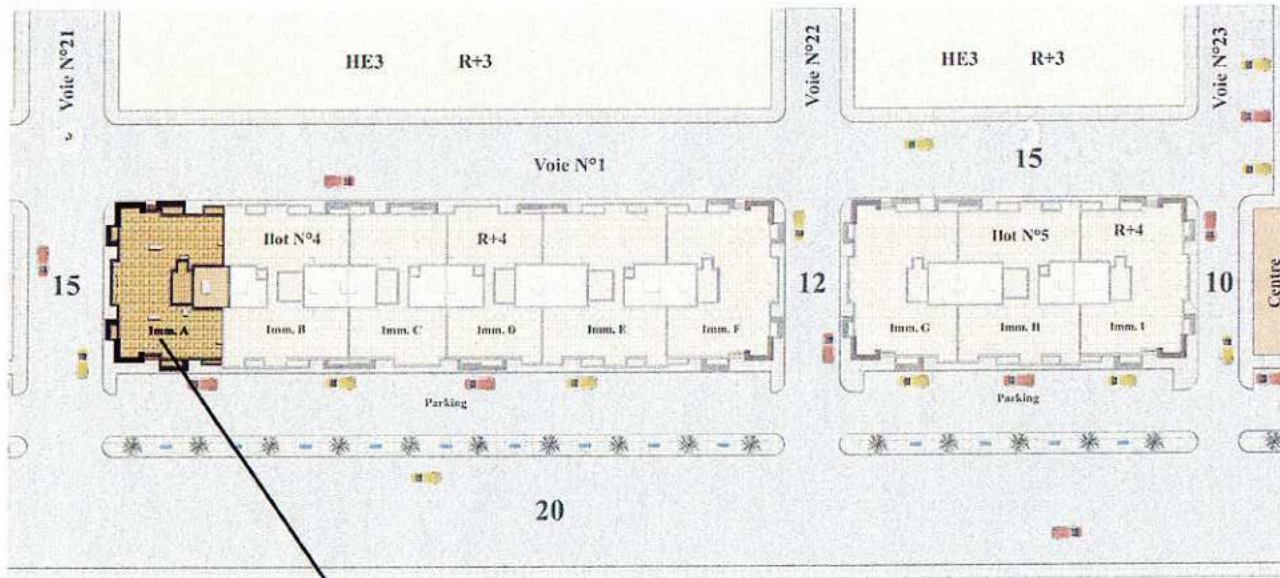 Voie N°21
HE3 R+3
Voie N°22
HE3 R+3
Voie N°23
Voie N°1
15
Ilot N°4 R+4
Ilot N°5 R+4
15
12
10
Centre
Imm. A
Imm. B
Imm. C
Imm. D
Imm. E
Imm. F
Imm. G
Imm. H
Imm. I
Parking
Parking
20